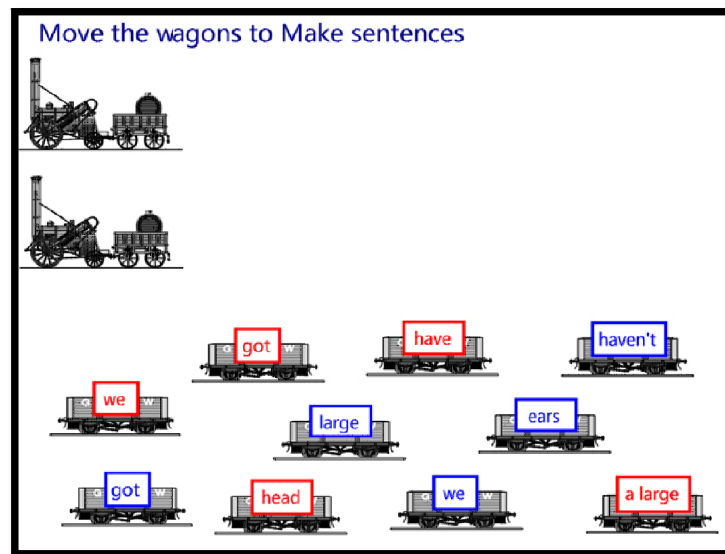 Move the wagons to Make sentences
got
have
haven't
we
large
ears
got
head
we
a large